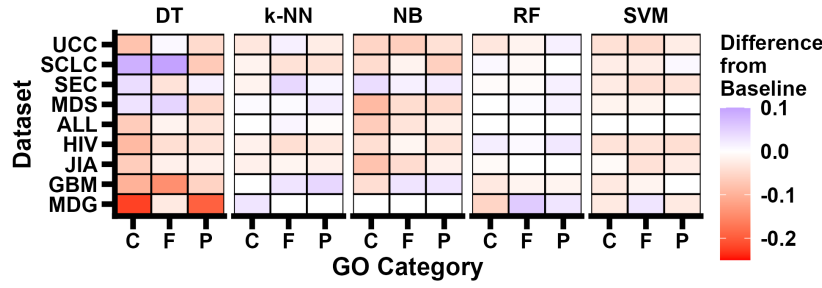 DT k-NN NB RF SVM
Dataset
UCC
SCLC
SEC
MDS
ALL
HIV
JIA
GBM
MDG
C F P C F P C F P C F P C F P
GO Category
Difference
from
Baseline
0.1
0.0
-0.1
-0.2